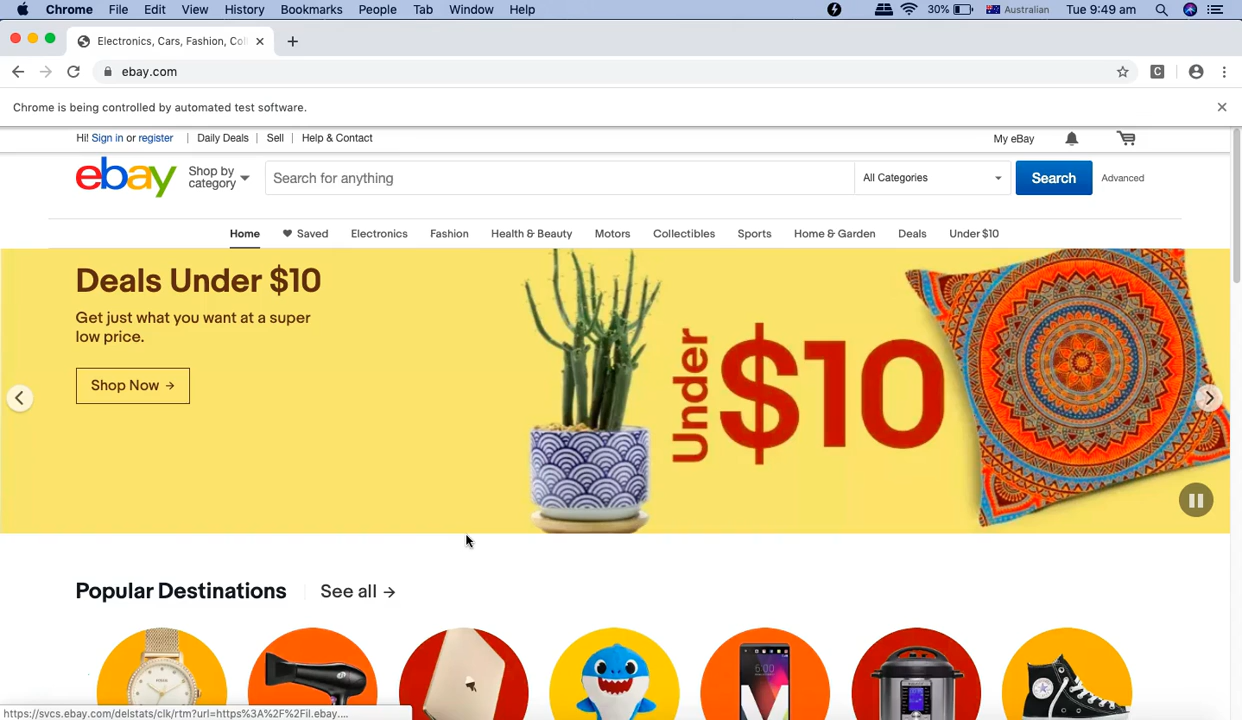 Chrome File Edit View History Bookmarks People Tab Window Help 30% Australian Tue 9:49 am
Electronics, Cars, Fashion, Col
ebay.com
Chrome is being controlled by automated test software.
Hi! Sign in or register Daily Deals Sell Help & Contact My eBay
ebay Shop by category Search for anything All Categories Search Advanced
Home Saved Electronics Fashion Health & Beauty Motors Collectibles Sports Home & Garden Deals Under $10
Deals Under $10
Get just what you want at a super
low price.
Shop Now →
Under $10
Popular Destinations See all →
6:00
https://svcs.ebay.com/delstats/clk/rtm?url=https%3A%2F%2Fil.ebay....